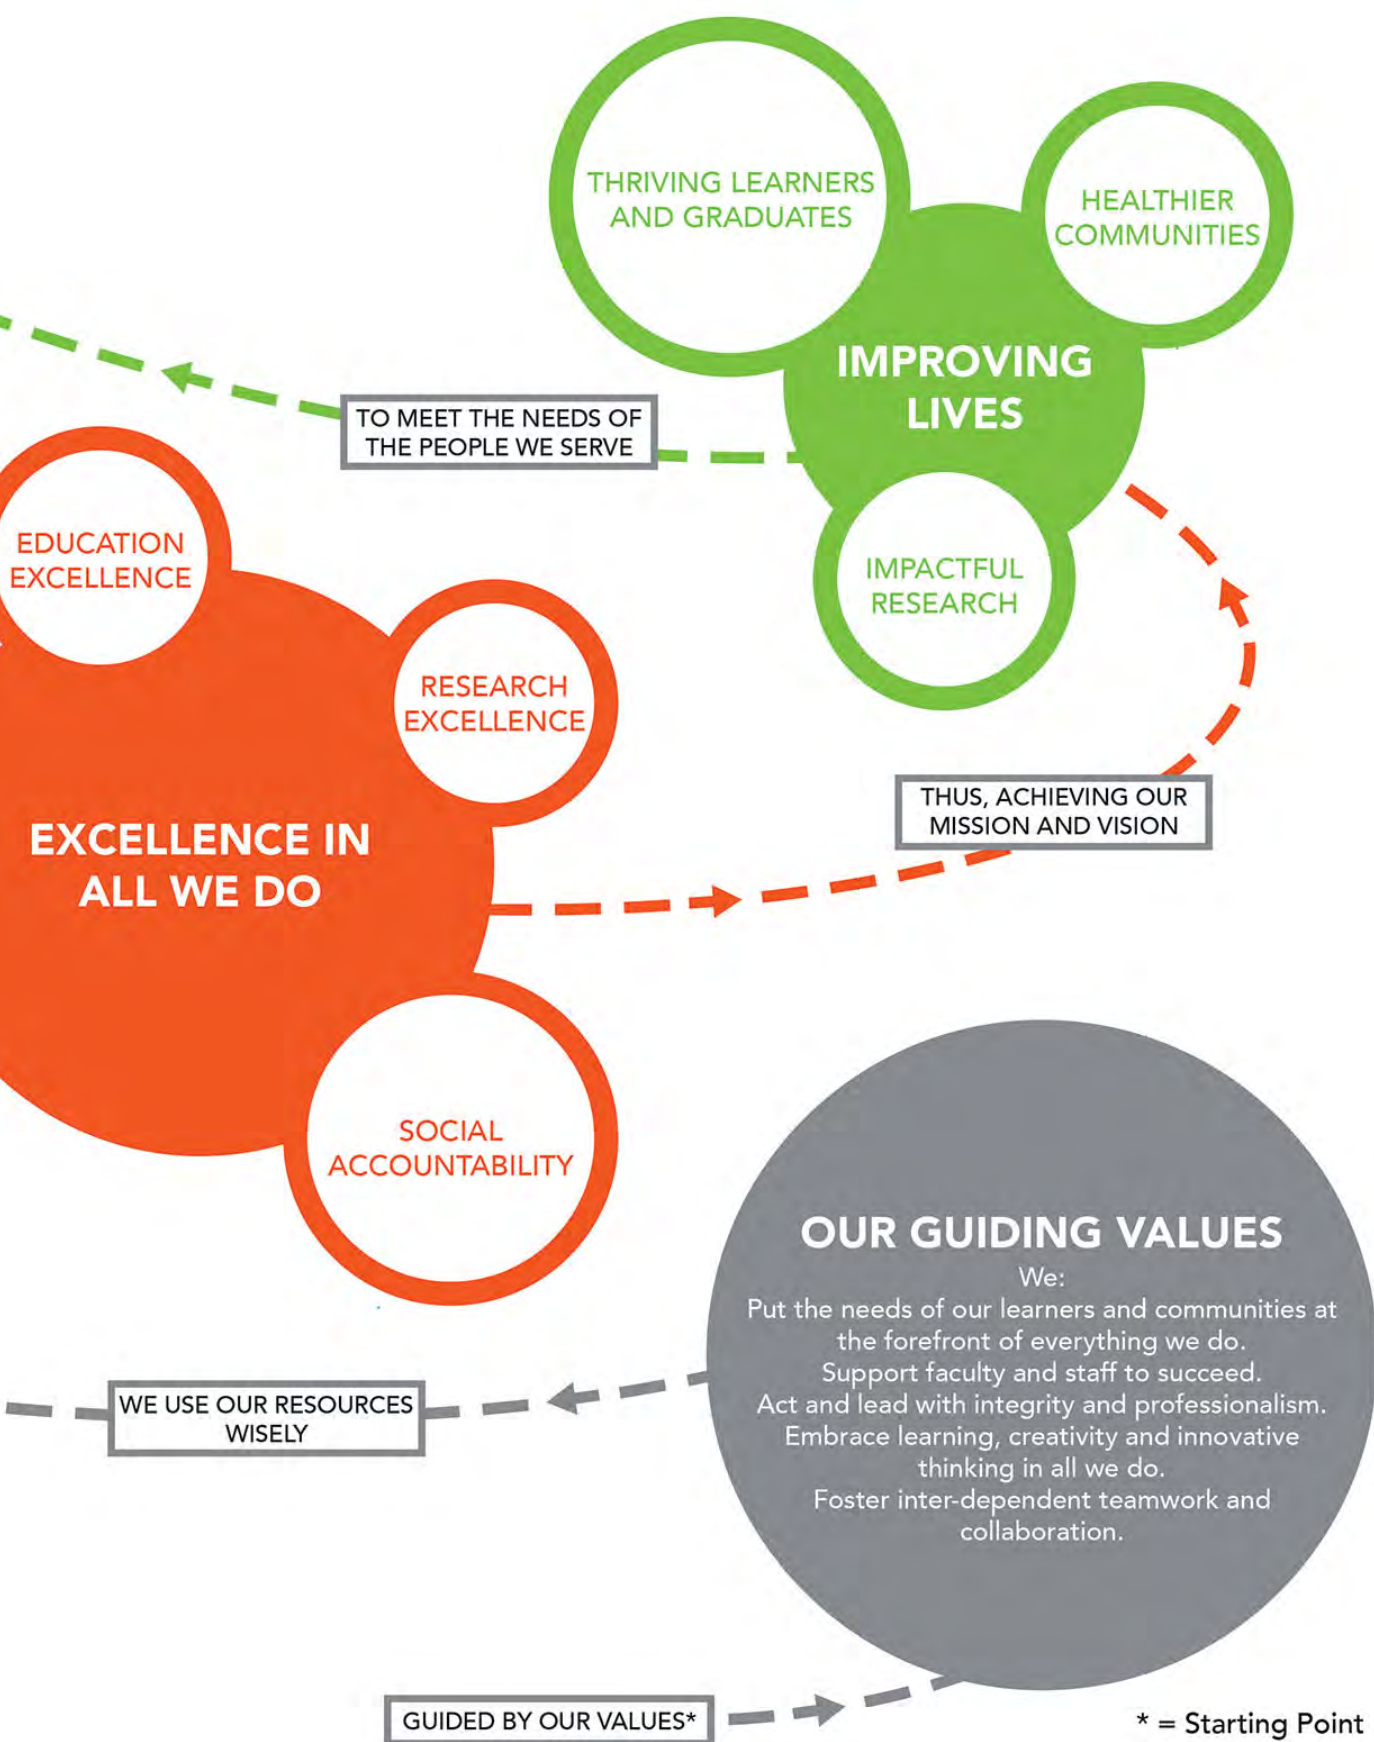 THRIVING LEARNERS
AND GRADUATES
HEALTHIER
COMMUNITIES
IMPROVING
LIVES
TO MEET THE NEEDS OF
THE PEOPLE WE SERVE
EDUCATION
EXCELLENCE
IMPACTFUL
RESEARCH
RESEARCH
EXCELLENCE
THUS, ACHIEVING OUR
MISSION AND VISION
EXCELLENCE IN
ALL WE DO
SOCIAL
ACCOUNTABILITY
OUR GUIDING VALUES
We:
Put the needs of our learners and communities at
the forefront of everything we do.
Support faculty and staff to succeed.
Act and lead with integrity and professionalism.
Embrace learning, creativity and innovative
thinking in all we do.
Foster inter-dependent teamwork and
collaboration.
WE USE OUR RESOURCES
WISELY
GUIDED BY OUR VALUES*
* = Starting Point